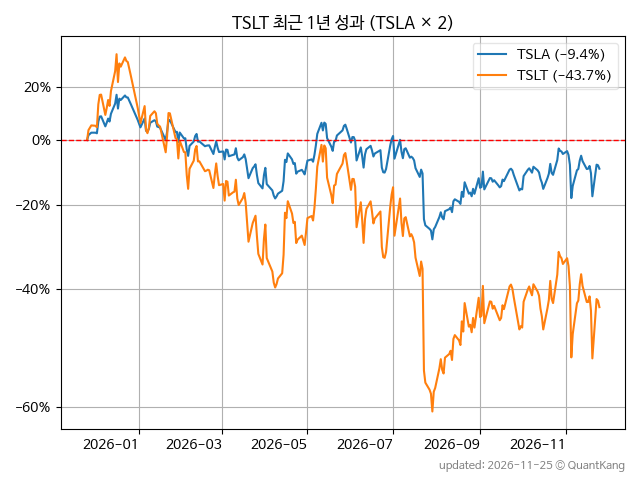 TSLT 최근 1년 성과 (TSLA × 2)
TSLA (−9.4%)
TSLT (−43.7%)
20%
0%
−20%
−40%
−60%
2026−01
2026−03
2026−05
2026−07
2026−09
2026−11
updated: 2026-11-25 © QuantKang